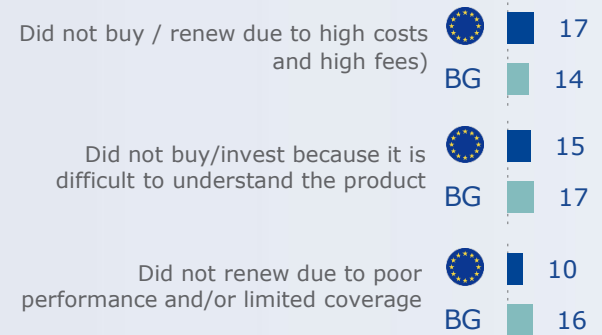 Did not buy / renew due to high costs
and high fees)
17
BG 14
Did not buy/invest because it is
difficult to understand the product
15
BG 17
Did not renew due to poor
performance and/or limited coverage
10
BG 16